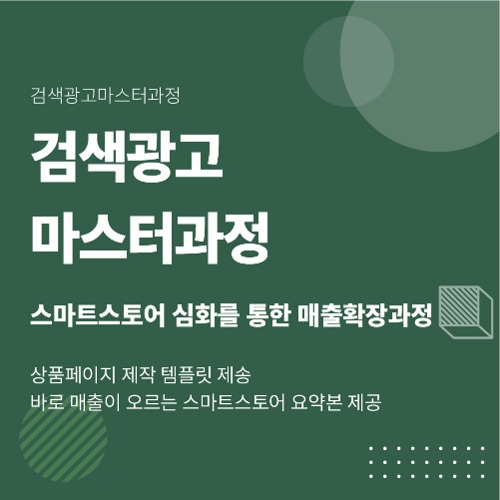 검색광고마스터과정
검색광고
마스터과정
스마트스토어 심화를 통한 매출확장과정
상품페이지 제작 템플릿 제송
바로 매출이 오르는 스마트스토어 요약본 제공